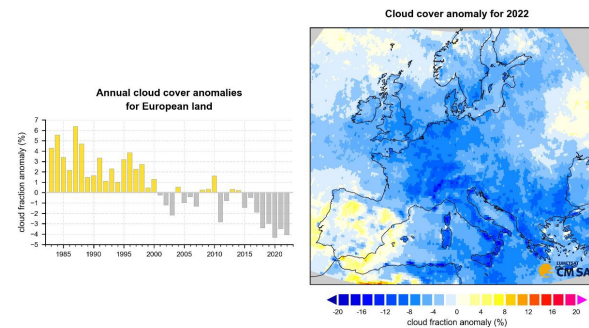 Cloud cover anomaly for 2022
Annual cloud cover anomalies
for European land
cloud fraction anomaly (%)
7
6
5
4
3
2
1
0
−1
−2
−3
−4
−5
1985 1990 1995 2000 2005 2010 2015 2020
EUMETSAT
CM SA
-20 -16 -12 -8 -4 0 4 8 12 16 20
cloud fraction anomaly (%)